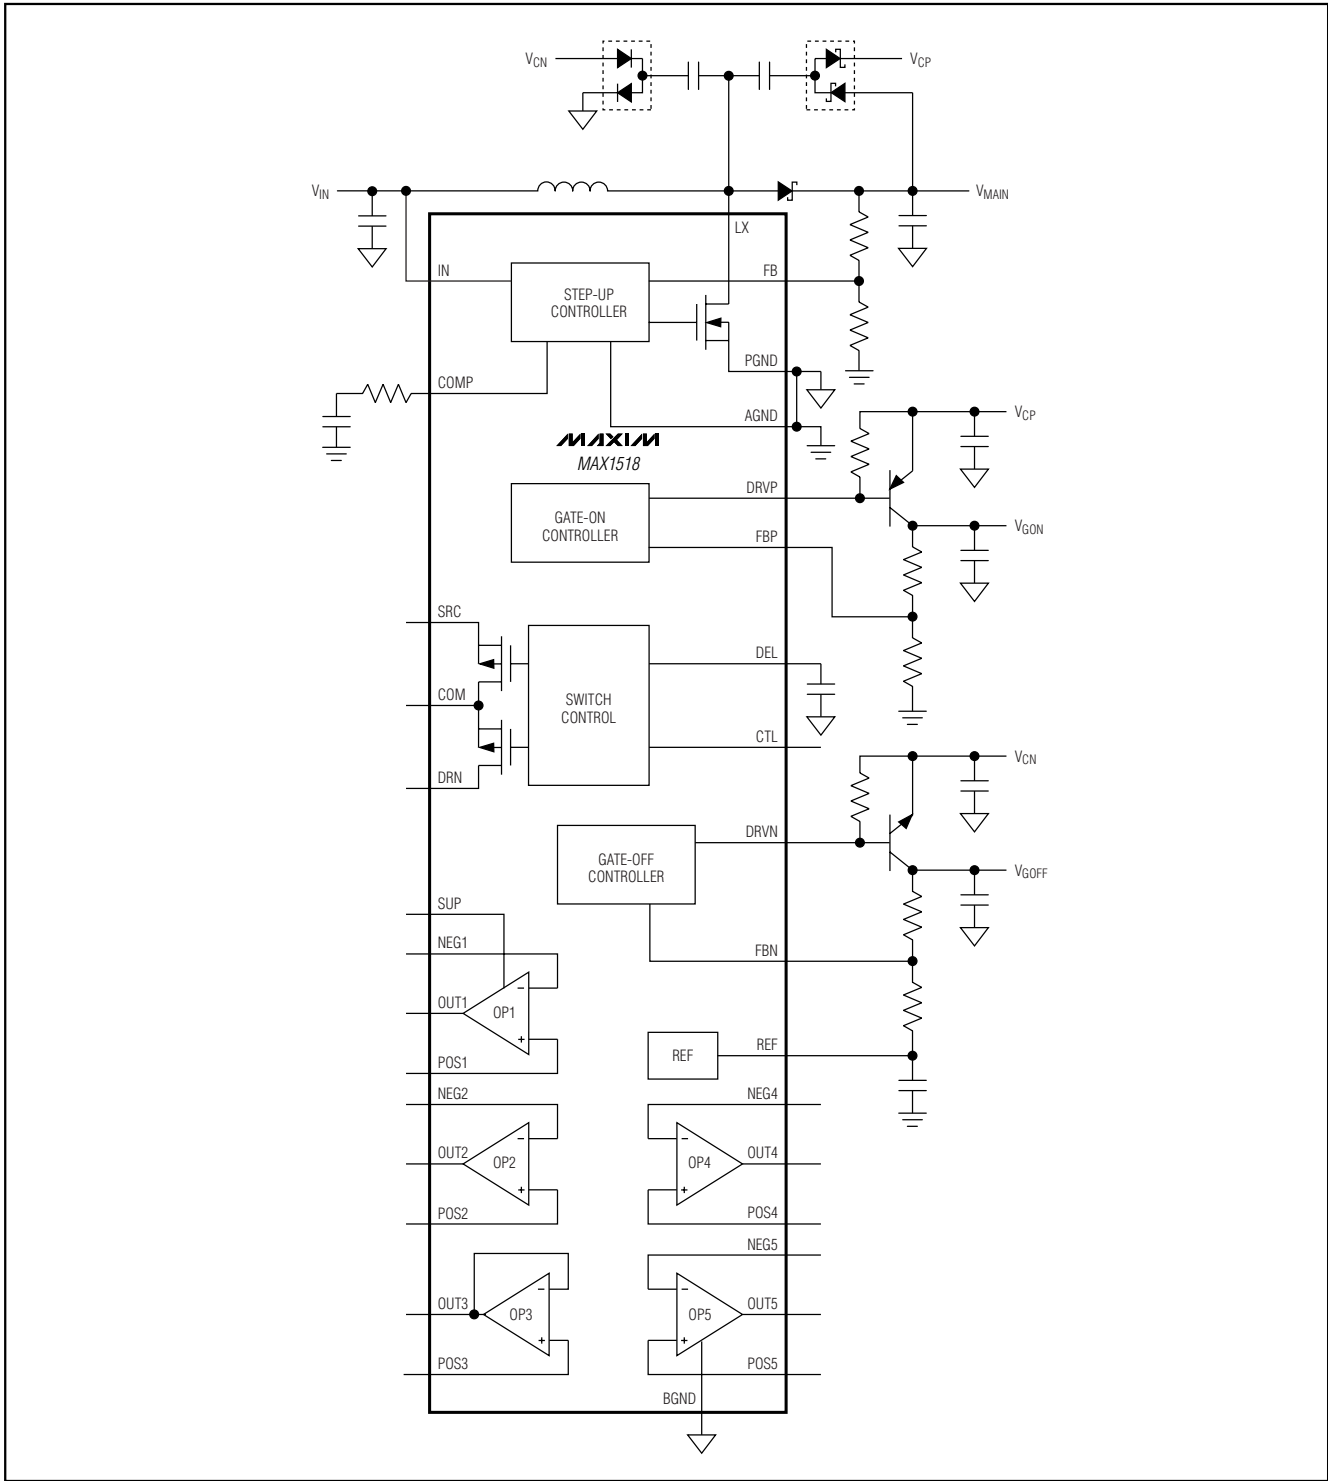 VCN
VCP
VIN
VMAIN
LX
IN
FB
STEP-UP
CONTROLLER
PGND
COMP
AGND
VCP
MAXIM
MAX1518
DRVP
GATE-ON
CONTROLLER
VGON
FBP
SRC
DEL
COM
SWITCH
CONTROL
CTL
VCN
DRN
DRVN
GATE-OFF
CONTROLLER
VGOFF
SUP
NEG1
FBN
-
OUT1
OP1
+
REF
REF
POS1
NEG2
NEG4
-
-
OUT2
OP2
OP4
OUT4
+
+
POS2
POS4
NEG5
-
-
OUT3
OP3
OP5
OUT5
+
+
POS3
POS5
BGND